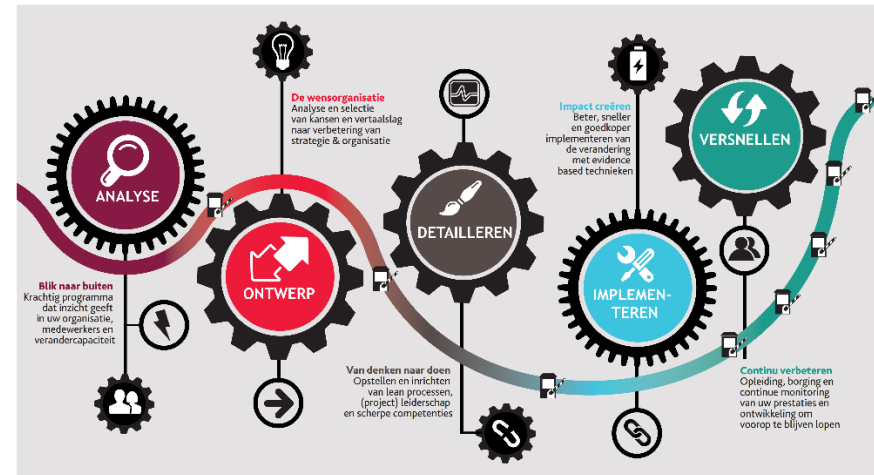 ANALYSE
Blik naar buiten
Krachtig programma
dat inzicht geeft
in uw organisatie,
medewerkers en
verandercapaciteit
De wensorganisatie
Analyse en selectie
van kansen en vertaalslag
naar verbetering van
strategie & organisatie
ONTWERP
DETAILLEREN
Van denken naar doen
Opstellen en inrichten
van lean processen,
(project) leiderschap
en scherpe competenties
Impact creëren
Beter, sneller
en goedkoper
implementeren van
de verandering
met evidence
based technieken
IMPLEMEN-
TEREN
VERSNELLEN
Continu verbeteren
Opleiding, borging en
continue monitoring
van uw prestaties en
ontwikkeling om
voorop te blijven lopen